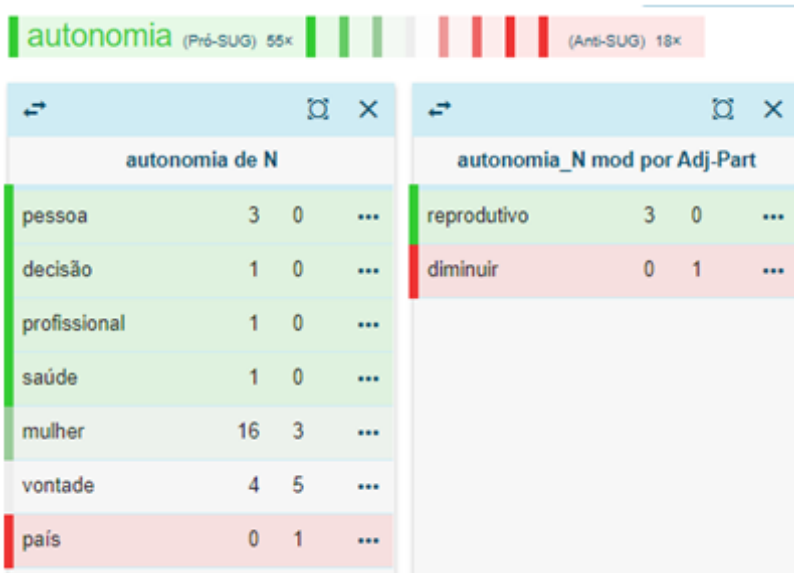 autonomia (Pró-SUG) 55× (Anti-SUG) 18×
autonomia de N
pessoa 3 0
decisão 1 0
profissional 1 0
saúde 1 0
mulher 16 3
vontade 4 5
país 0 1
autonomia_N mod por Adj-Part
reprodutivo 3 0
diminuir 0 1